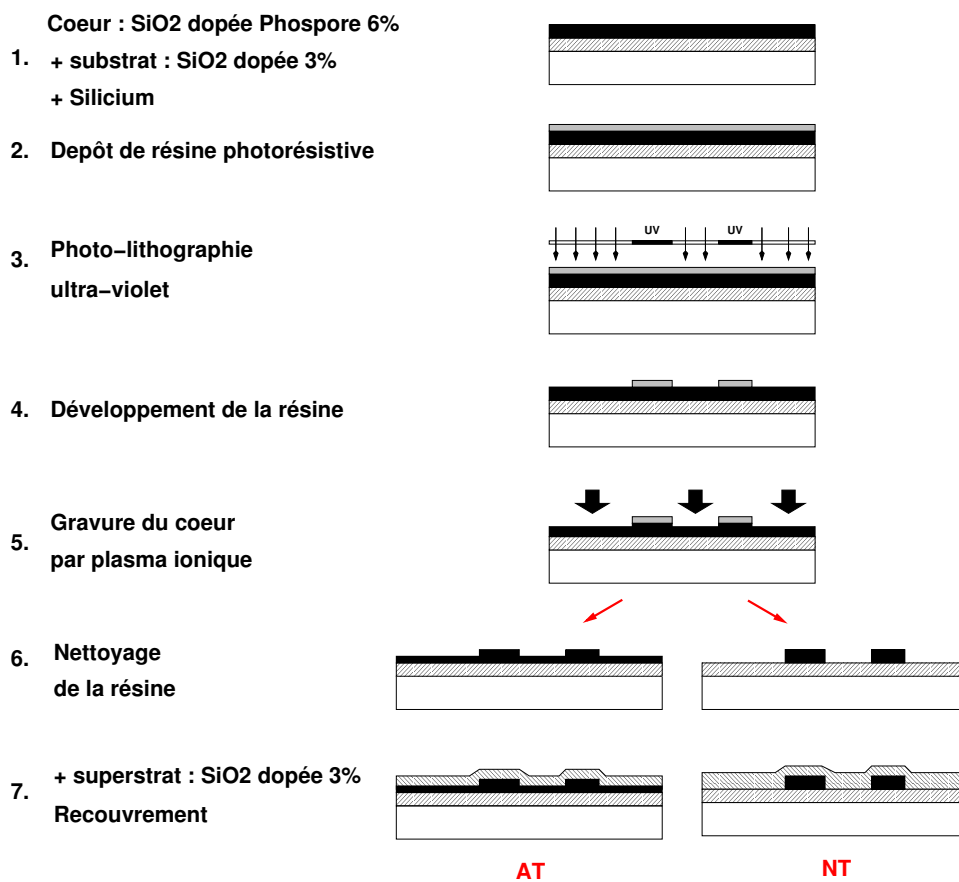 Coeur : SiO2 dopée Phospore 6%
1. + substrat : SiO2 dopée 3%
+ Silicium
2. Depôt de résine photorésistive
UV UV
3. Photo−lithographie
ultra−violet
4. Développement de la résine
5. Gravure du coeur
par plasma ionique
6. Nettoyage
de la résine
7. + superstrat : SiO2 dopée 3%
Recouvrement
AT NT